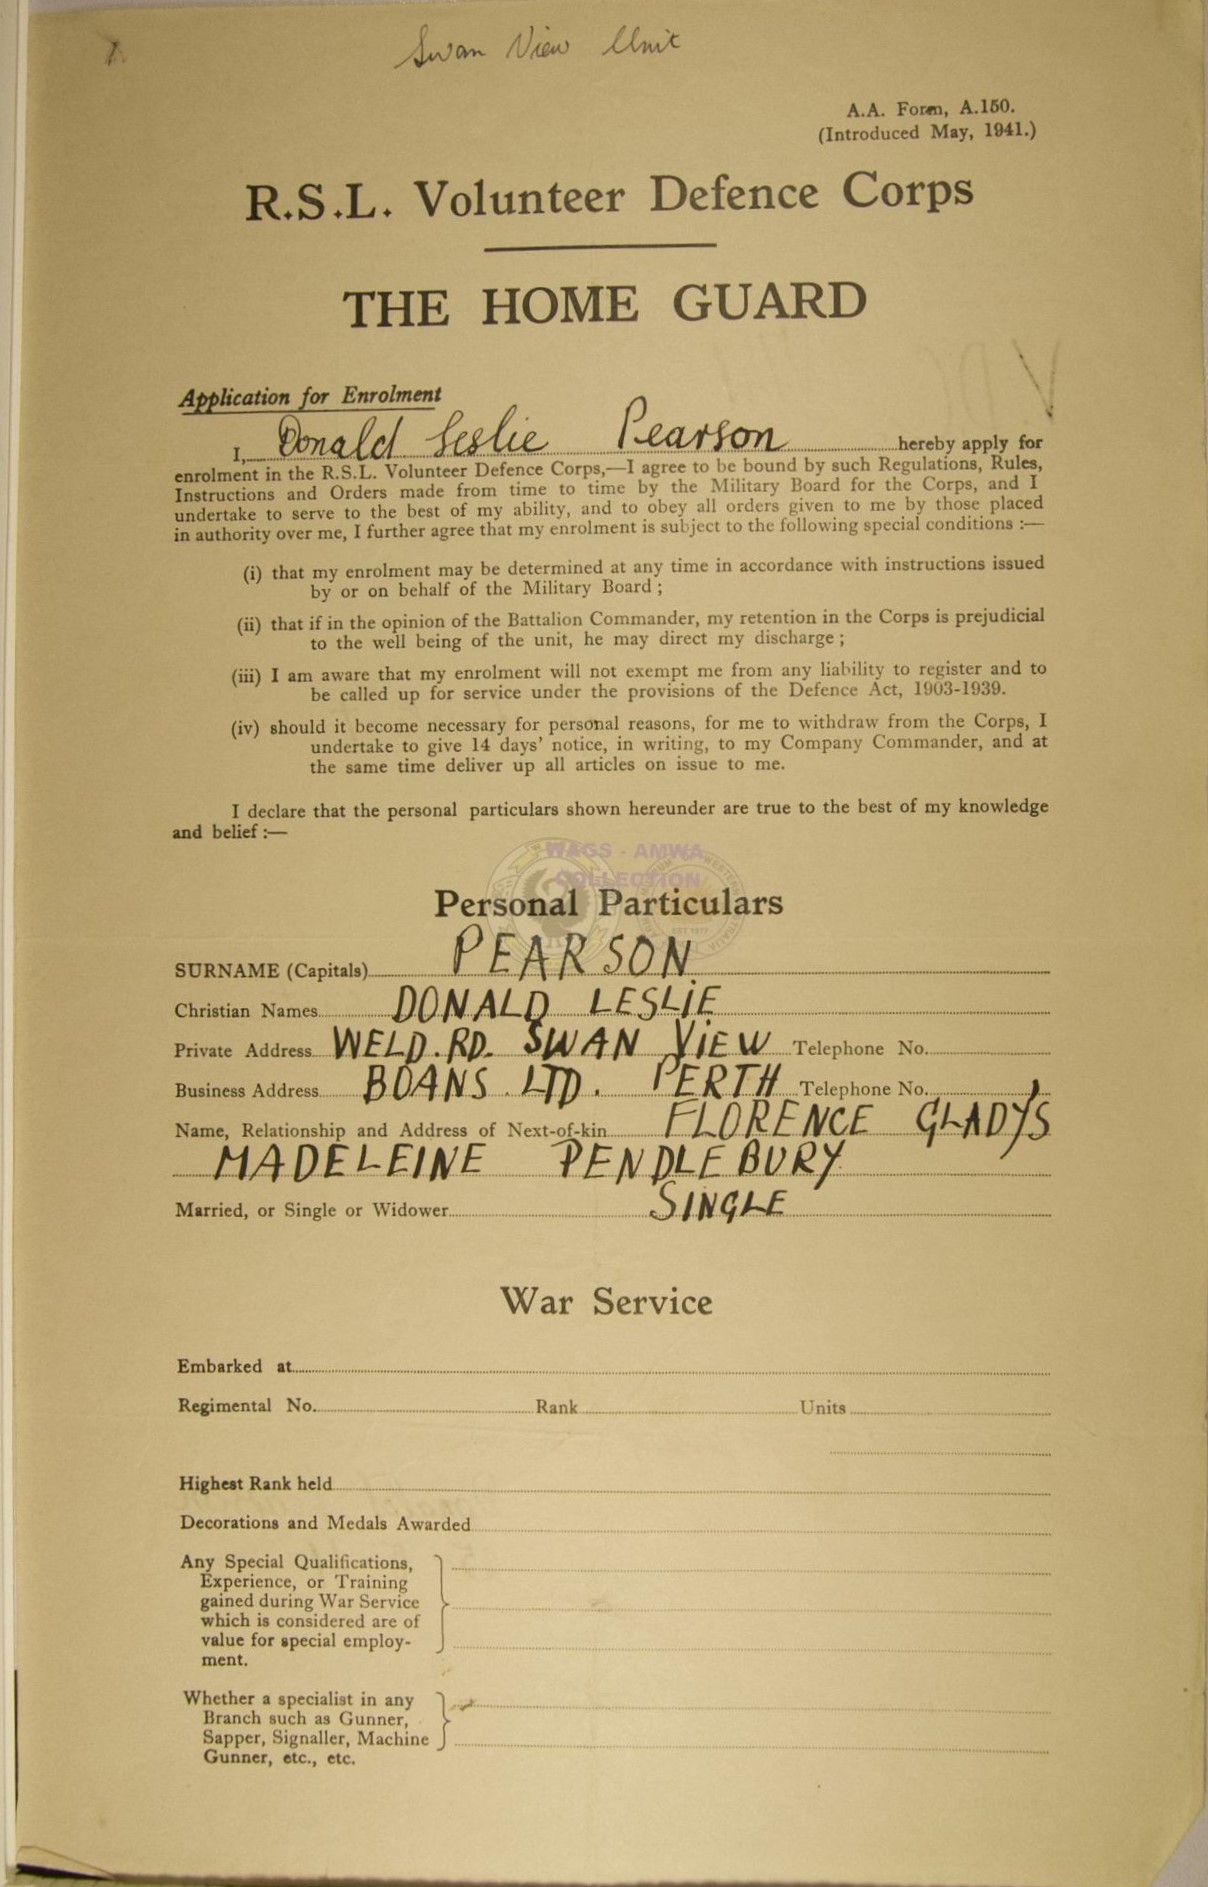 Swan View Unit
A.A. Form, A.150.
(Introduced May, 1941.)
R.S.L. Volunteer Defence Corps
THE HOME GUARD
Application for Enrolment
I, Donald Leslie Pearson hereby apply for
enrolment in the R.S.L. Volunteer Defence Corps,—I agree to be bound by such Regulations, Rules,
Instructions and Orders made from time to time by the Military Board for the Corps, and I
undertake to serve to the best of my ability, and to obey all orders given to me by those placed
in authority over me, I further agree that my enrolment is subject to the following special conditions :—
(i) that my enrolment may be determined at any time in accordance with instructions issued
by or on behalf of the Military Board ;
(ii) that if in the opinion of the Battalion Commander, my retention in the Corps is prejudicial
to the well being of the unit, he may direct my discharge ;
(iii) I am aware that my enrolment will not exempt me from any liability to register and to
be called up for service under the provisions of the Defence Act, 1903-1939.
(iv) should it become necessary for personal reasons, for me to withdraw from the Corps, I
undertake to give 14 days' notice, in writing, to my Company Commander, and at
the same time deliver up all articles on issue to me.
I declare that the personal particulars shown hereunder are true to the best of my knowledge
and belief :—
WAGS - AMWA
COLLECTION
Personal Particulars
SURNAME (Capitals) PEARSON
Christian Names DONALD LESLIE
Private Address WELD. RD. SWAN VIEW Telephone No.
Business Address BOANS LTD. PERTH Telephone No.
Name, Relationship and Address of Next-of-kin FLORENCE GLADYS
MADELEINE PENDLEBURY
Married, or Single or Widower SINGLE
War Service
Embarked at
Regimental No. Rank Units
Highest Rank held
Decorations and Medals Awarded
Any Special Qualifications,
Experience, or Training
gained during War Service
which is considered are of
value for special employ-
ment.
Whether a specialist in any
Branch such as Gunner,
Sapper, Signaller, Machine
Gunner, etc., etc.